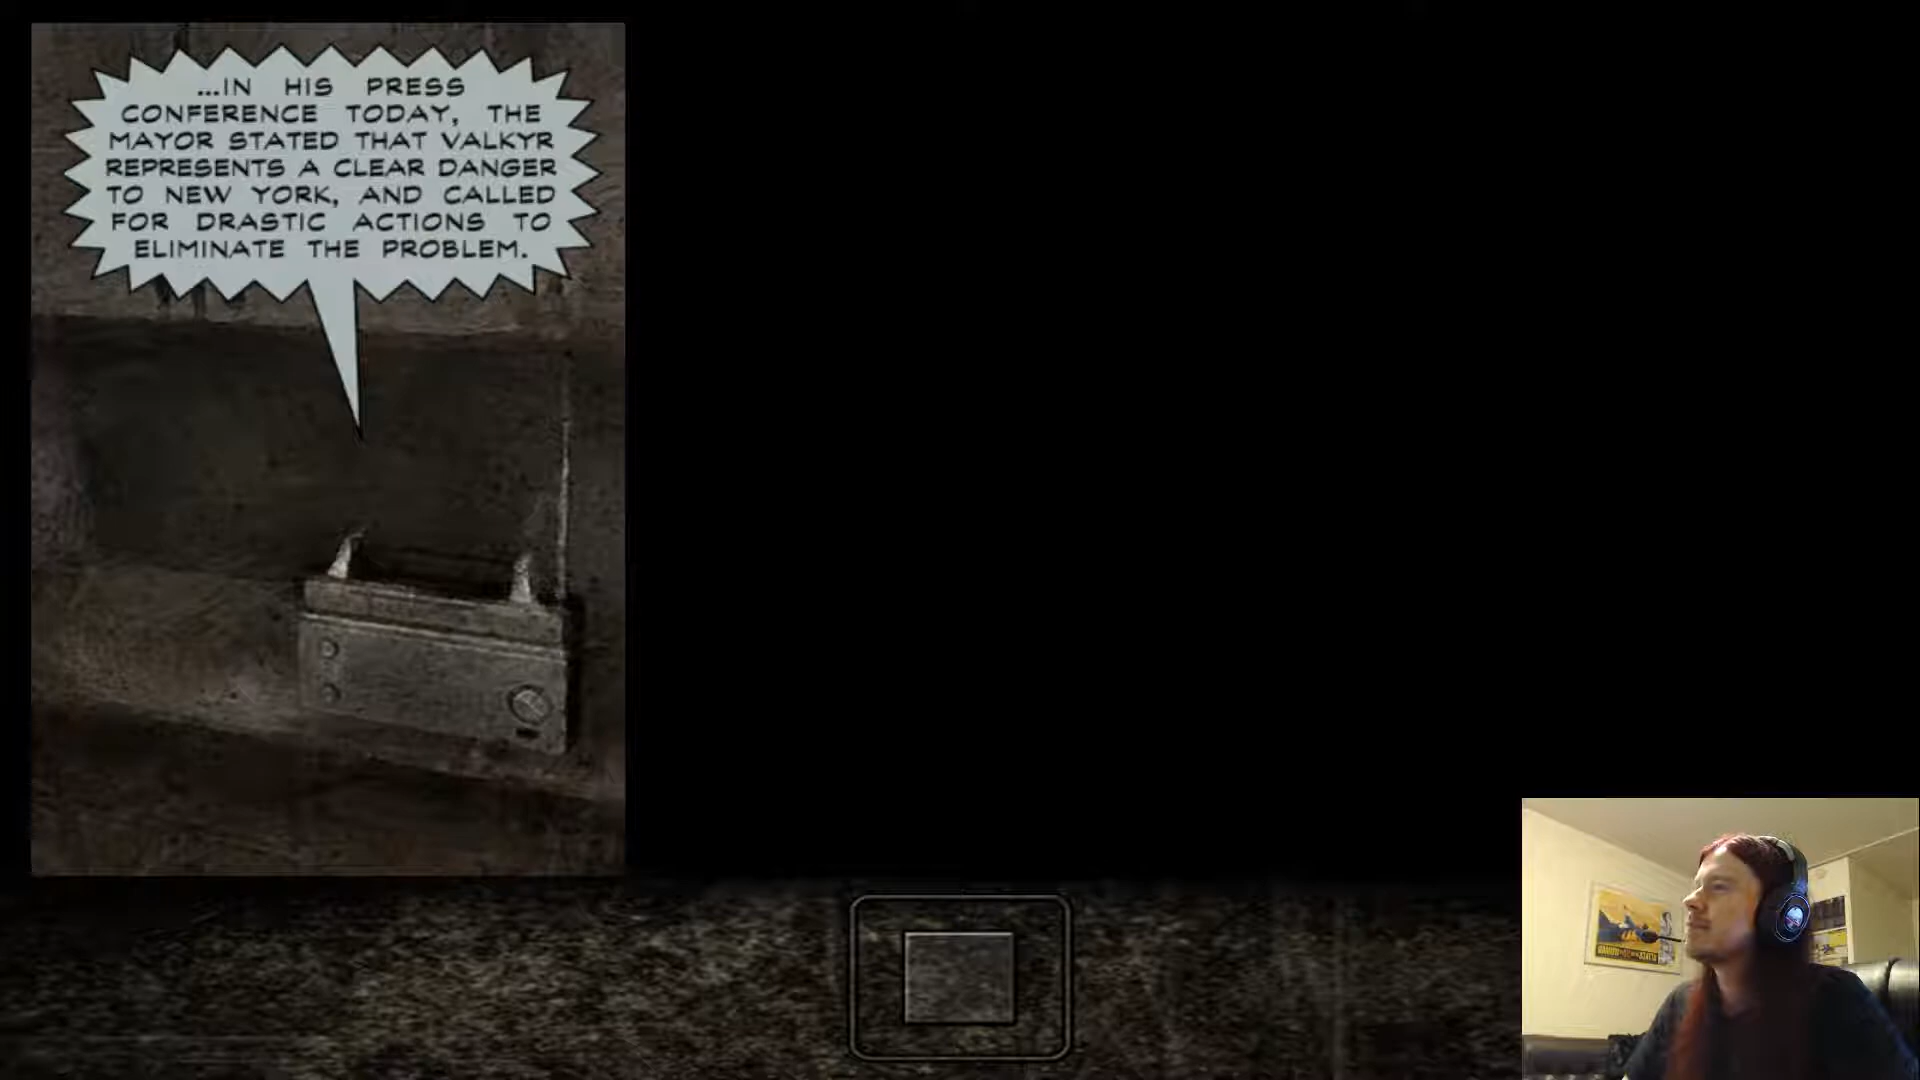 ...IN HIS PRESS
CONFERENCE TODAY, THE
MAYOR STATED THAT VALKYR
REPRESENTS A CLEAR DANGER
TO NEW YORK, AND CALLED
FOR DRASTIC ACTIONS TO
ELIMINATE THE PROBLEM.